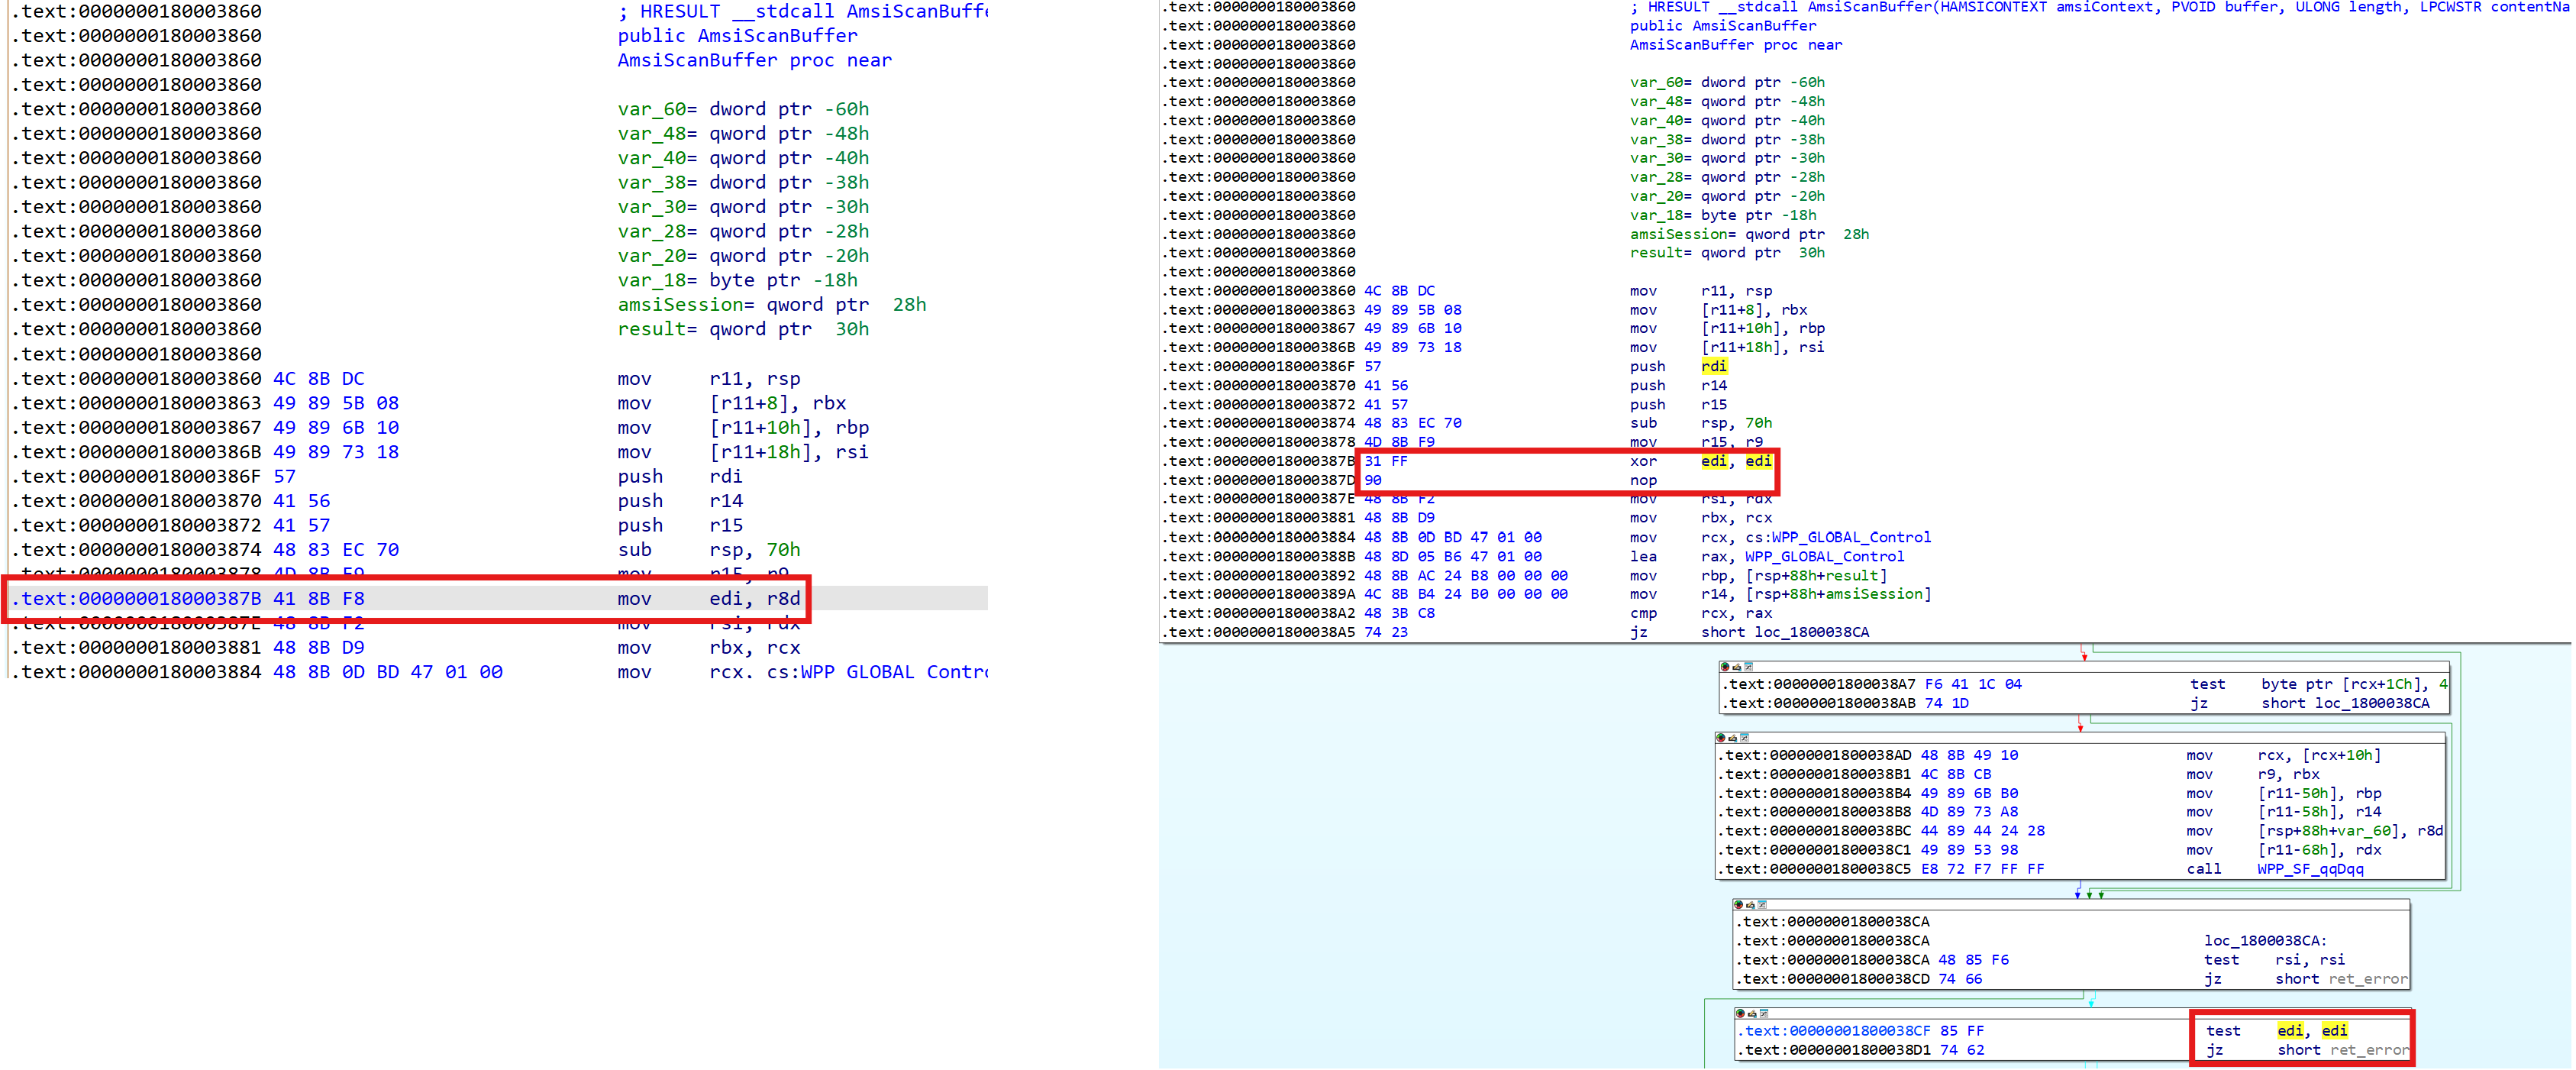 .text:0000000180003860 ; HRESULT __stdcall AmsiScanBuffe
.text:0000000180003860 public AmsiScanBuffer
.text:0000000180003860 AmsiScanBuffer proc near
.text:0000000180003860
.text:0000000180003860 var_60= dword ptr -60h
.text:0000000180003860 var_48= qword ptr -48h
.text:0000000180003860 var_40= qword ptr -40h
.text:0000000180003860 var_38= dword ptr -38h
.text:0000000180003860 var_30= qword ptr -30h
.text:0000000180003860 var_28= qword ptr -28h
.text:0000000180003860 var_20= qword ptr -20h
.text:0000000180003860 var_18= byte ptr -18h
.text:0000000180003860 amsiSession= qword ptr 28h
.text:0000000180003860 result= qword ptr 30h
.text:0000000180003860
.text:0000000180003860 4C 8B DC mov r11, rsp
.text:0000000180003863 49 89 5B 08 mov [r11+8], rbx
.text:0000000180003867 49 89 6B 10 mov [r11+10h], rbp
.text:000000018000386B 49 89 73 18 mov [r11+18h], rsi
.text:000000018000386F 57 push rdi
.text:0000000180003870 41 56 push r14
.text:0000000180003872 41 57 push r15
.text:0000000180003874 48 83 EC 70 sub rsp, 70h
.text:0000000180003878 4D 8B F9 mov r15, r9
.text:000000018000387B 41 8B F8 mov edi, r8d
.text:000000018000387E 48 8B F2 mov rsi, rdx
.text:0000000180003881 48 8B D9 mov rbx, rcx
.text:0000000180003884 48 8B 0D BD 47 01 00 mov rcx, cs:WPP_GLOBAL_Contro
.text:0000000180003860 ; HRESULT __stdcall AmsiScanBuffer(HAMSICONTEXT amsiContext, PVOID buffer, ULONG length, LPCWSTR contentNa
.text:0000000180003860 public AmsiScanBuffer
.text:0000000180003860 AmsiScanBuffer proc near
.text:0000000180003860
.text:0000000180003860 var_60= dword ptr -60h
.text:0000000180003860 var_48= qword ptr -48h
.text:0000000180003860 var_40= qword ptr -40h
.text:0000000180003860 var_38= dword ptr -38h
.text:0000000180003860 var_30= qword ptr -30h
.text:0000000180003860 var_28= qword ptr -28h
.text:0000000180003860 var_20= qword ptr -20h
.text:0000000180003860 var_18= byte ptr -18h
.text:0000000180003860 amsiSession= qword ptr 28h
.text:0000000180003860 result= qword ptr 30h
.text:0000000180003860
.text:0000000180003860 4C 8B DC mov r11, rsp
.text:0000000180003863 49 89 5B 08 mov [r11+8], rbx
.text:0000000180003867 49 89 6B 10 mov [r11+10h], rbp
.text:000000018000386B 49 89 73 18 mov [r11+18h], rsi
.text:000000018000386F 57 push rdi
.text:0000000180003870 41 56 push r14
.text:0000000180003872 41 57 push r15
.text:0000000180003874 48 83 EC 70 sub rsp, 70h
.text:0000000180003878 4D 8B F9 mov r15, r9
.text:000000018000387B 31 FF xor edi, edi
.text:000000018000387D 90 nop
.text:000000018000387E 48 8B F2 mov rsi, rdx
.text:0000000180003881 48 8B D9 mov rbx, rcx
.text:0000000180003884 48 8B 0D BD 47 01 00 mov rcx, cs:WPP_GLOBAL_Control
.text:000000018000388B 48 8D 05 B6 47 01 00 lea rax, WPP_GLOBAL_Control
.text:0000000180003892 48 8B AC 24 B8 00 00 00 mov rbp, [rsp+88h+result]
.text:000000018000389A 4C 8B B4 24 B0 00 00 00 mov r14, [rsp+88h+amsiSession]
.text:00000001800038A2 48 3B C8 cmp rcx, rax
.text:00000001800038A5 74 23 jz short loc_1800038CA
.text:00000001800038A7 F6 41 1C 04 test byte ptr [rcx+1Ch], 4
.text:00000001800038AB 74 1D jz short loc_1800038CA
.text:00000001800038AD 48 8B 49 10 mov rcx, [rcx+10h]
.text:00000001800038B1 4C 8B CB mov r9, rbx
.text:00000001800038B4 49 89 6B B0 mov [r11-50h], rbp
.text:00000001800038B8 4D 89 73 A8 mov [r11-58h], r14
.text:00000001800038BC 44 89 44 24 28 mov [rsp+88h+var_60], r8d
.text:00000001800038C1 49 89 53 98 mov [r11-68h], rdx
.text:00000001800038C5 E8 72 F7 FF FF call WPP_SF_qqDqq
.text:00000001800038CA
.text:00000001800038CA loc_1800038CA:
.text:00000001800038CA 48 85 F6 test rsi, rsi
.text:00000001800038CD 74 66 jz short ret_error
.text:00000001800038CF 85 FF test edi, edi
.text:00000001800038D1 74 62 jz short ret_error